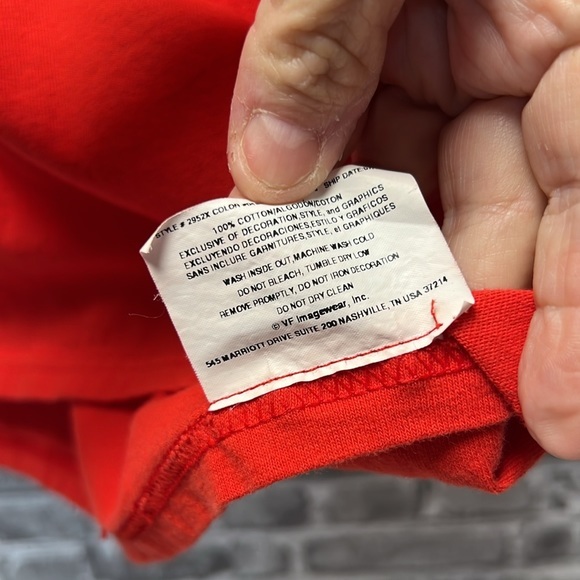 STYLE # 2952X COLOR SHIP DATE:
100% COTTON/ALGODON/COTON
EXCLUSIVE OF DECORATION,STYLE, and GRAPHICS
EXCLUYENDO DECORACIONES,ESTILO Y GRAFICOS
SANS INCLURE GARNITURES,STYLE, et GRAPHIQUES
WASH INSIDE OUT,MACHINE WASH COLD
DO NOT BLEACH, TUMBLE DRY LOW
REMOVE PROMPTLY, DO NOT IRON DECORATION
DO NOT DRY CLEAN
© VF Imagewear, Inc.
545 MARRIOTT DRIVE SUITE 200 NASHVILLE, TN USA 37214